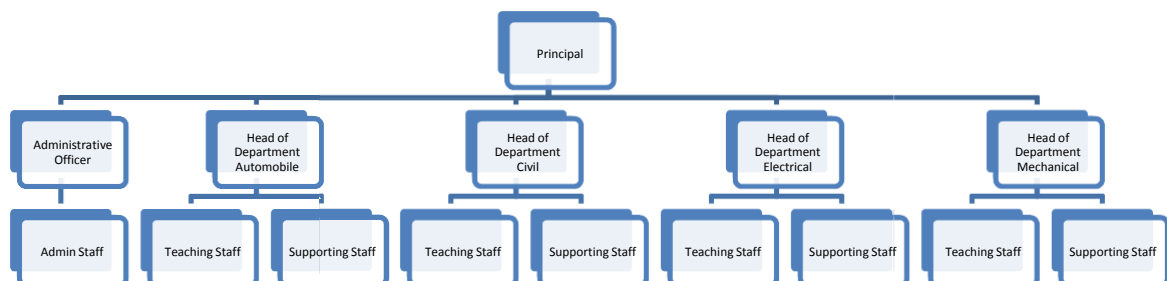 Principal
Administrative
Officer
Head of
Department
Automobile
Head of
Department
Civil
Head of
Department
Electrical
Head of
Department
Mechanical
Admin Staff
Teaching Staff
Supporting Staff
Teaching Staff
Supporting Staff
Teaching Staff
Supporting Staff
Teaching Staff
Supporting Staff